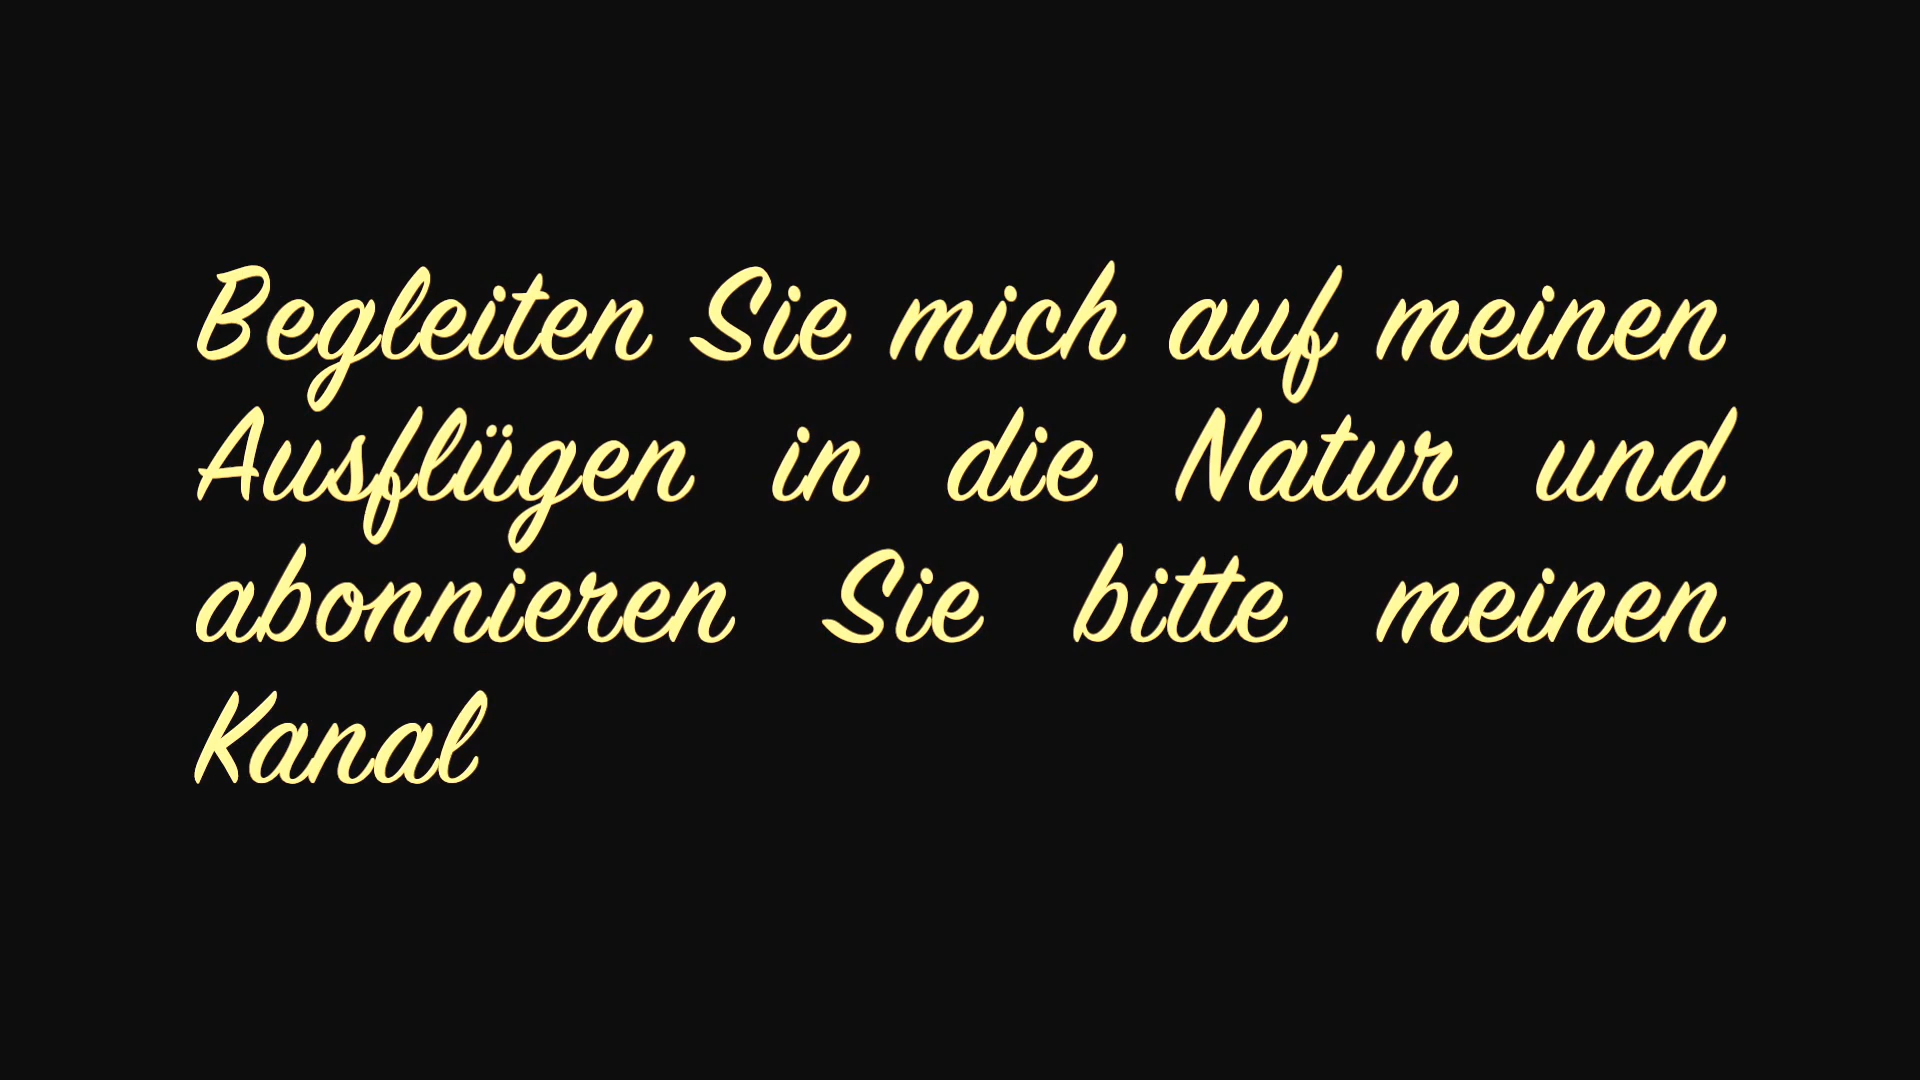 Begleiten Sie mich auf meinen
Ausflügen in die Natur und
abonnieren Sie bitte meinen
Kanal